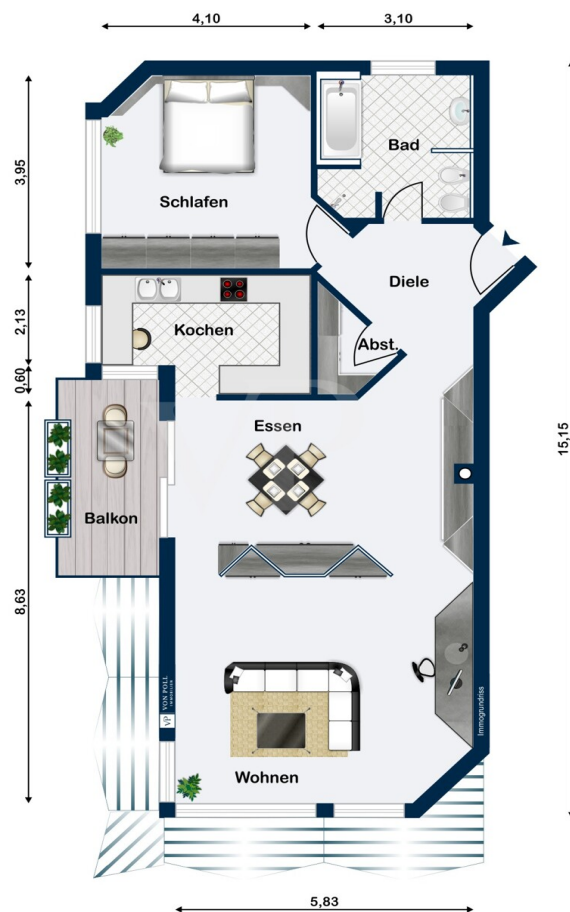 4,10
3,10
3,95
Bad
Schlafen
Diele
2,13
Kochen
Abst.
0,60
Essen
15,15
Balkon
8,63
VP VON POLL
IMMOBILIEN
Immogrundriss
Wohnen
5,83